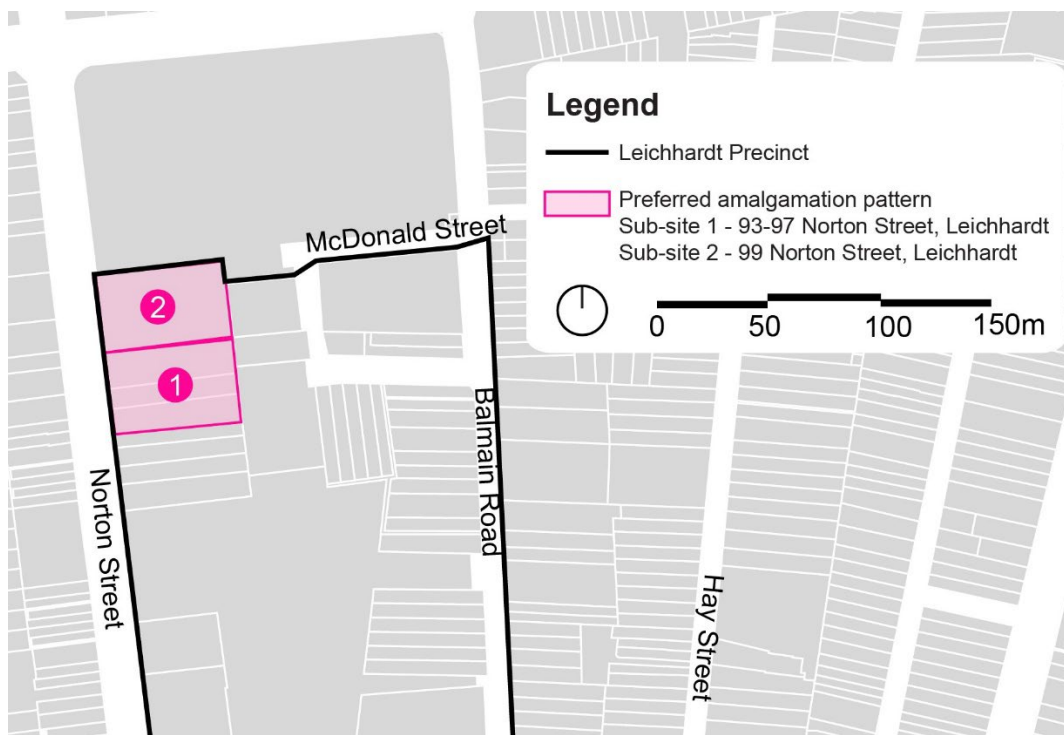 Legend
Leichhardt Precinct
Preferred amalgamation pattern
Sub-site 1 - 93-97 Norton Street, Leichhardt
Sub-site 2 - 99 Norton Street, Leichhardt
0 50 100 150m
McDonald Street
2
1
Norton Street
Balmain Road
Hay Street